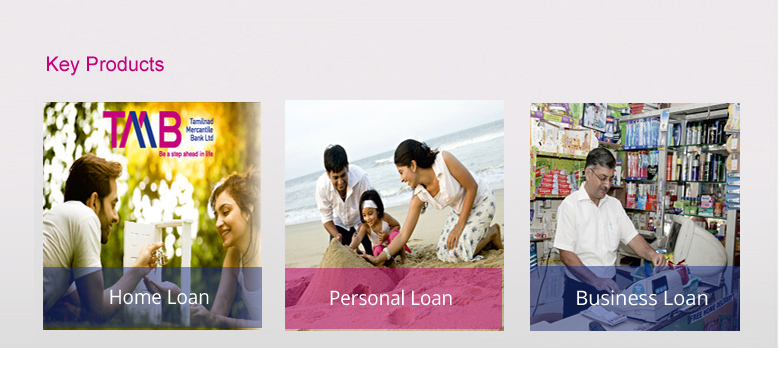 Key Products
TMB
Tamilnad
Mercantile
Bank Ltd
Be a step ahead in life
Home Loan
Personal Loan
Business Loan